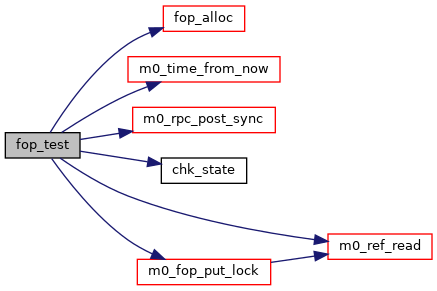 fop_alloc
m0_time_from_now
m0_rpc_post_sync
fop_test
chk_state
m0_ref_read
m0_fop_put_lock